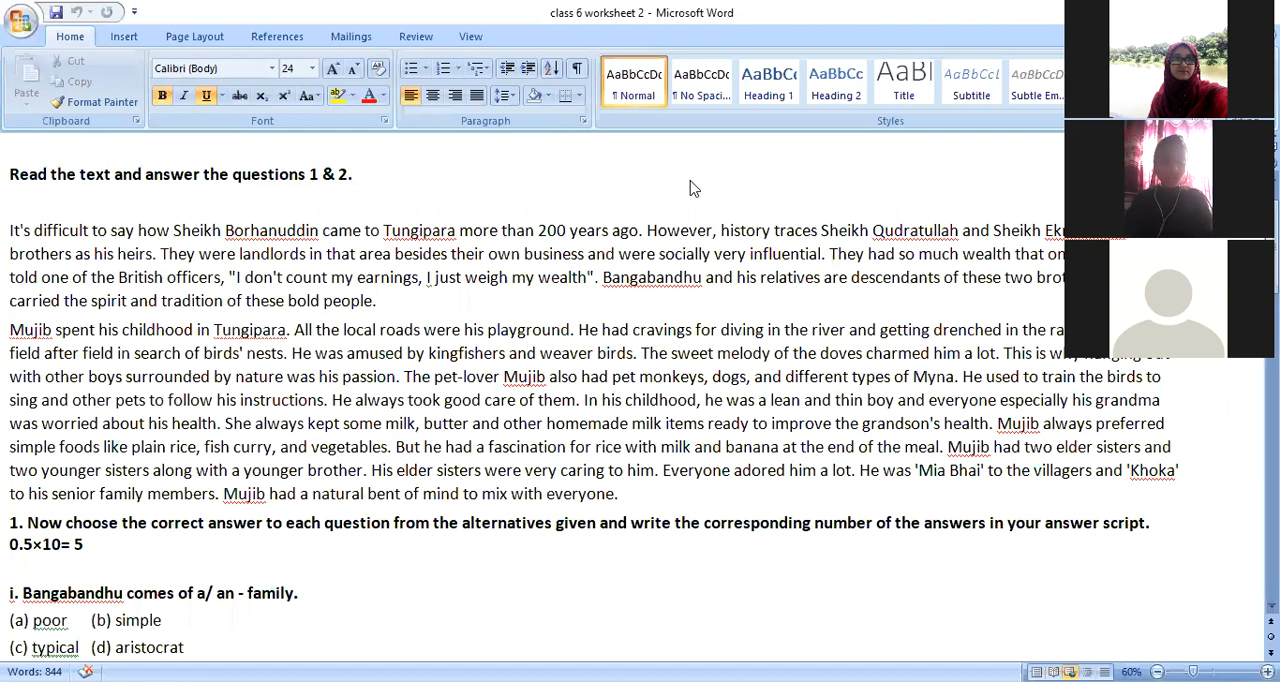 class 6 worksheet 2 - Microsoft Word
Home Insert Page Layout References Mailings Review View
Cut
Copy
Paste
Format Painter
Calibri (Body) 24
AaBbCcDc AaBbCcDc AaBbC AaBbCc AaBl AaBbCcL AaBbCcDc
¶ Normal ¶ No Spaci... Heading 1 Heading 2 Title Subtitle Subtle Em...
Clipboard Font Paragraph Styles
Read the text and answer the questions 1 & 2.
It's difficult to say how Sheikh Borhanuddin came to Tungipara more than 200 years ago. However, history traces Sheikh Qudratullah and Sheikh
brothers as his heirs. They were landlords in that area besides their own business and were socially very influential. They had so much wealth that
told one of the British officers, "I don't count my earnings, I just weigh my wealth". Bangabandhu and his relatives are descendants of these two
carried the spirit and tradition of these bold people.
Mujib spent his childhood in Tungipara. All the local roads were his playground. He had cravings for diving in the river and getting drenched in the
field after field in search of birds' nests. He was amused by kingfishers and weaver birds. The sweet melody of the doves charmed him a lot. This is
with other boys surrounded by nature was his passion. The pet-lover Mujib also had pet monkeys, dogs, and different types of Myna. He used to train the birds to
sing and other pets to follow his instructions. He always took good care of them. In his childhood, he was a lean and thin boy and everyone especially his grandma
was worried about his health. She always kept some milk, butter and other homemade milk items ready to improve the grandson's health. Mujib always preferred
simple foods like plain rice, fish curry, and vegetables. But he had a fascination for rice with milk and banana at the end of the meal. Mujib had two elder sisters and
two younger sisters along with a younger brother. His elder sisters were very caring to him. Everyone adored him a lot. He was 'Mia Bhai' to the villagers and 'Khoka'
to his senior family members. Mujib had a natural bent of mind to mix with everyone.
1. Now choose the correct answer to each question from the alternatives given and write the corresponding number of the answers in your answer script.
0.5×10= 5
i. Bangabandhu comes of a/ an - family.
(a) poor (b) simple
(c) typical (d) aristocrat
Words: 844 60%